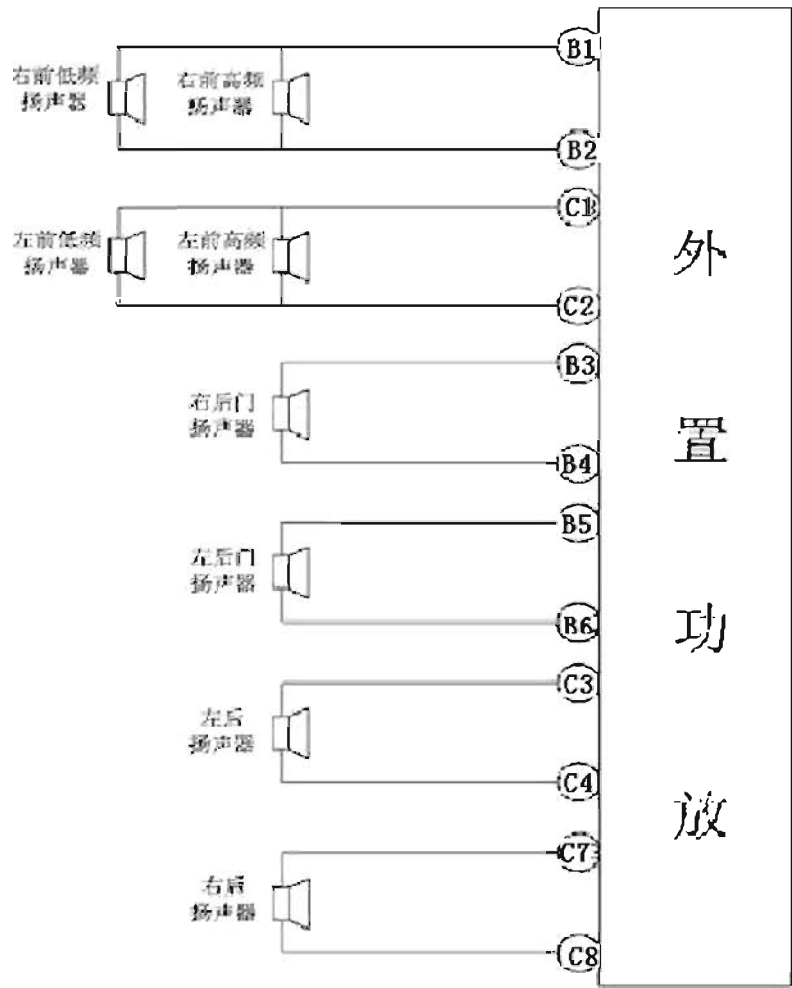 B1
右前低频
扬声器
右前高频
扬声器
B2
C1
左前低频
扬声器
左前高频
扬声器
C2
B3
右后门
扬声器
B4
B5
左后门
扬声器
B6
C3
左后
扬声器
C4
C7
右后
扬声器
C8
外
置
功
放